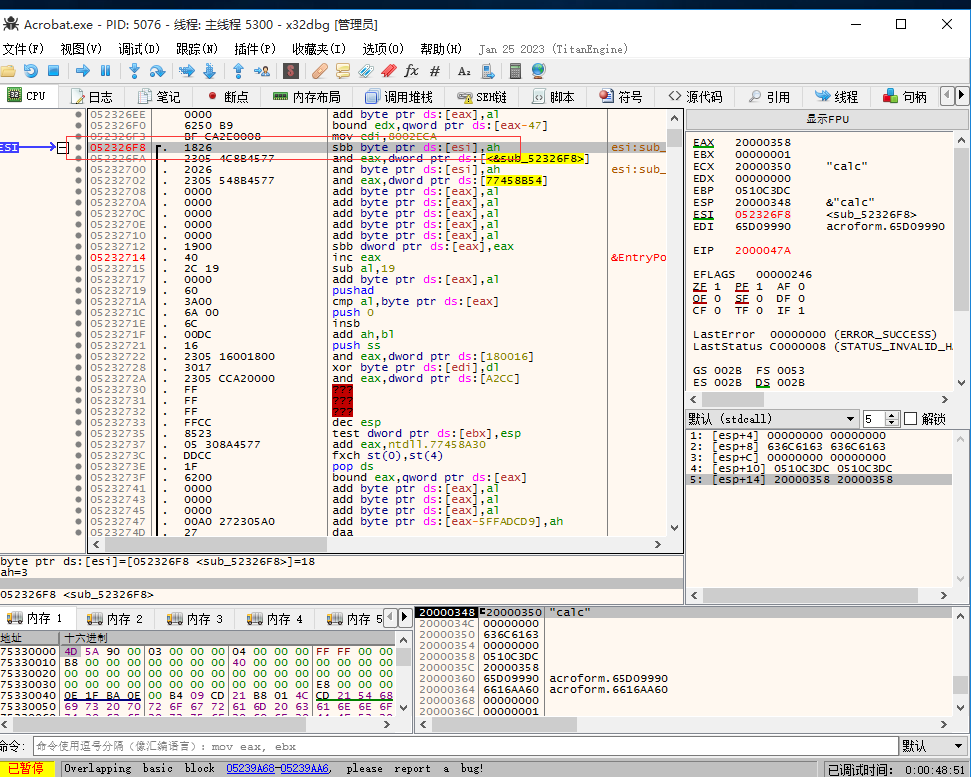 Acrobat.exe - PID: 5076 - 线程: 主线程 5300 - x32dbg [管理员]
文件(F) 视图(V) 调试(D) 跟踪(N) 插件(P) 收藏夹(I) 选项(O) 帮助(H) Jan 25 2023 (TitanEngine)
CPU 日志 笔记 断点 内存布局 调用堆栈 SEH链 脚本 符号 源代码 引用 线程 句柄
052326EE 0000 add byte ptr ds:[eax],al
052326F0 6250 B9 bound edx,qword ptr ds:[eax-47]
052326F3 BF CA2E0008 mov edi,8002ECA
ESI 052326F8 1826 sbb byte ptr ds:[esi],ah esi:sub_
052326FA 2305 4C8B4577 and eax,dword ptr ds:[<&sub_52326F8>]
05232700 2026 and byte ptr ds:[esi],ah esi:sub_
05232702 2305 548B4577 and eax,dword ptr ds:[77458B54]
05232708 0000 add byte ptr ds:[eax],al
0523270A 0000 add byte ptr ds:[eax],al
0523270C 0000 add byte ptr ds:[eax],al
0523270E 0000 add byte ptr ds:[eax],al
05232710 0000 add byte ptr ds:[eax],al
05232712 1900 sbb dword ptr ds:[eax],eax
05232714 40 inc eax &EntryPo
05232715 2C 19 sub al,19
05232717 0000 add byte ptr ds:[eax],al
05232719 60 pushad
0523271A 3A00 cmp al,byte ptr ds:[eax]
0523271C 6A 00 push 0
0523271E 6C insb
0523271F 00DC add ah,bl
05232721 16 push ss
05232722 2305 16001800 and eax,dword ptr ds:[180016]
05232728 3017 xor byte ptr ds:[edi],dl
0523272A 2305 CCA20000 and eax,dword ptr ds:[A2CC]
05232730 FF ???
05232731 FF ???
05232732 FF ???
05232733 FFCC dec esp
05232735 8523 test dword ptr ds:[ebx],esp
05232737 05 308A4577 add eax,ntdll.77458A30
0523273C DDCC fxch st(0),st(4)
0523273E 1F pop ds
0523273F 6200 bound eax,qword ptr ds:[eax]
05232741 0000 add byte ptr ds:[eax],al
05232743 0000 add byte ptr ds:[eax],al
05232745 0000 add byte ptr ds:[eax],al
05232747 00A0 272305A0 add byte ptr ds:[eax-5FFADCD9],ah
0523274D 27 daa
显示FPU
EAX 20000358
EBX 00000001
ECX 20000350 "calc"
EDX 00000000
EBP 0510C3DC
ESP 20000348 &"calc"
ESI 052326F8 <sub_52326F8>
EDI 65D09990 acroform.65D09990
EIP 2000047A
EFLAGS 00000246
ZF 1 PF 1 AF 0
OF 0 SF 0 DF 0
CF 0 TF 0 IF 1
LastError 00000000 (ERROR_SUCCESS)
LastStatus C0000008 (STATUS_INVALID_H
GS 002B FS 0053
ES 002B DS 002B
默认 (stdcall) 5 解锁
1: [esp+4] 00000000 00000000
2: [esp+8] 636C6163 636C6163
3: [esp+C] 00000000 00000000
4: [esp+10] 0510C3DC 0510C3DC
5: [esp+14] 20000358 20000358
byte ptr ds:[esi]=[052326F8 <sub_52326F8>]=18
ah=3
052326F8 <sub_52326F8>
内存 1 内存 2 内存 3 内存 4 内存 5
地址 十六进制
75330000 4D 5A 90 00 03 00 00 00 04 00 00 00 FF FF 00 00
75330010 B8 00 00 00 00 00 00 00 40 00 00 00 00 00 00 00
75330020 00 00 00 00 00 00 00 00 00 00 00 00 00 00 00 00
75330030 00 00 00 00 00 00 00 00 00 00 00 00 E8 00 00 00
75330040 0E 1F BA 0E 00 B4 09 CD 21 B8 01 4C CD 21 54 68
75330050 69 73 20 70 72 6F 67 72 61 6D 20 63 61 6E 6E 6F
20000348 20000350 "calc"
2000034C 00000000
20000350 636C6163
20000354 00000000
20000358 0510C3DC
2000035C 20000358
20000360 65D09990 acroform.65D09990
20000364 6616AA60 acroform.6616AA60
20000368 00000000
2000036C 00000001
命令: 命令使用逗号分隔（像汇编语言）: mov eax, ebx 默认
已暂停 Overlapping basic block 05239A68-05239AA6, please report a bug! 已调试时间: 0:00:48:51